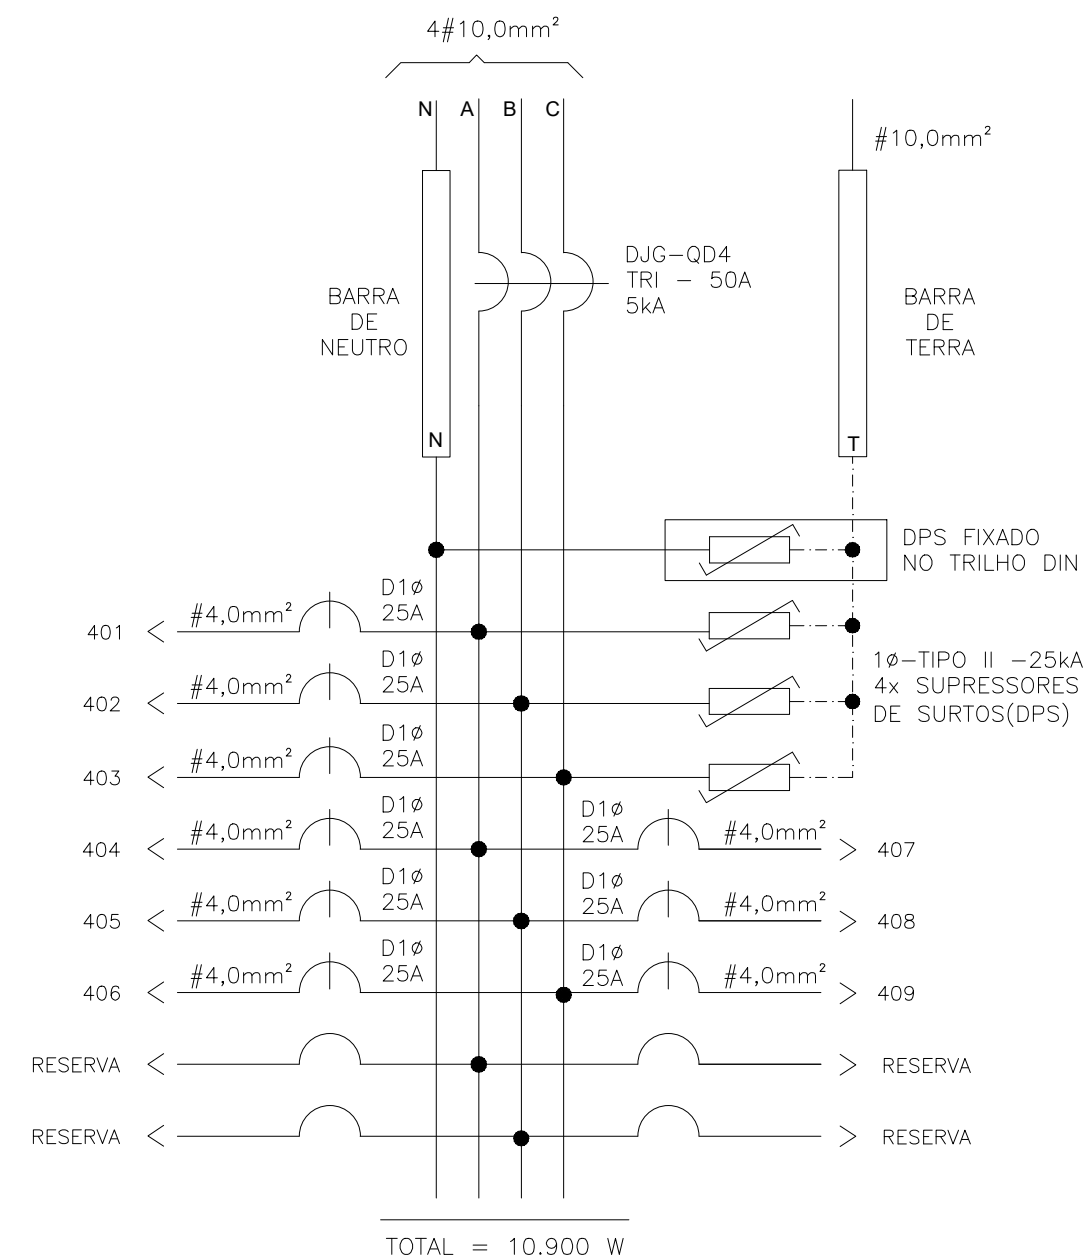 4#10,0mm²
N A B C
#10,0mm²
DJG-QD4
TRI - 50A
5kA
BARRA
DE
NEUTRO
BARRA
DE
TERRA
N
T
DPS FIXADO
NO TRILHO DIN
1ø-TIPO II -25kA
4x SUPRESSORES
DE SURTOS(DPS)
401 #4,0mm² D1ø
25A
402 #4,0mm² D1ø
25A
403 #4,0mm² D1ø
25A
404 #4,0mm² D1ø
25A
D1ø
25A
#4,0mm² 407
405 #4,0mm² D1ø
25A
D1ø
25A
#4,0mm² 408
406 #4,0mm² D1ø
25A
D1ø
25A
#4,0mm² 409
RESERVA RESERVA
RESERVA RESERVA
TOTAL = 10.900 W